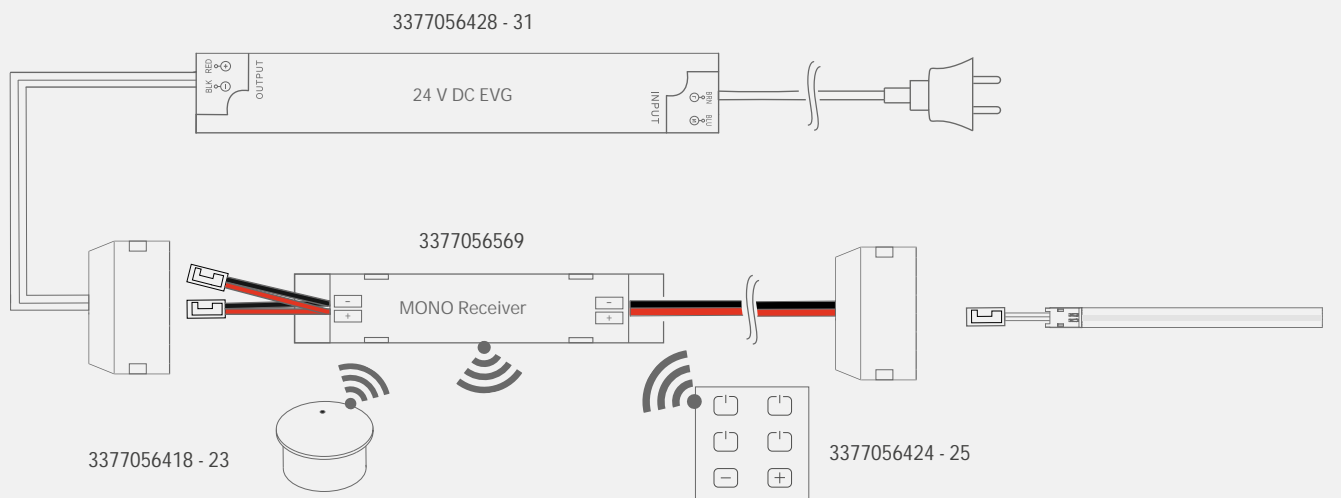 3377056428 - 31
RED +
BLK -
OUTPUT
24 V DC EVG
INPUT
L BRN
N BLU
3377056569
-
+
MONO Receiver
-
+
3377056418 - 23
- +
3377056424 - 25